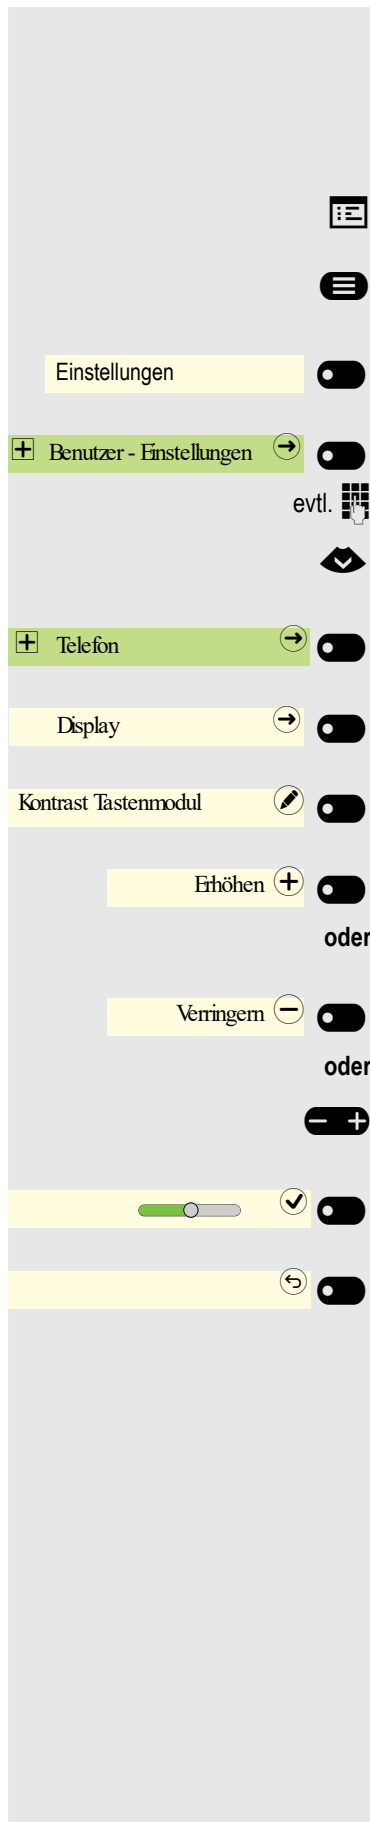 Einstellungen
Benutzer - Einstellungen
evtl.
Telefon
Display
Kontrast Tastenmodul
Erhöhen
oder
Verringern
oder